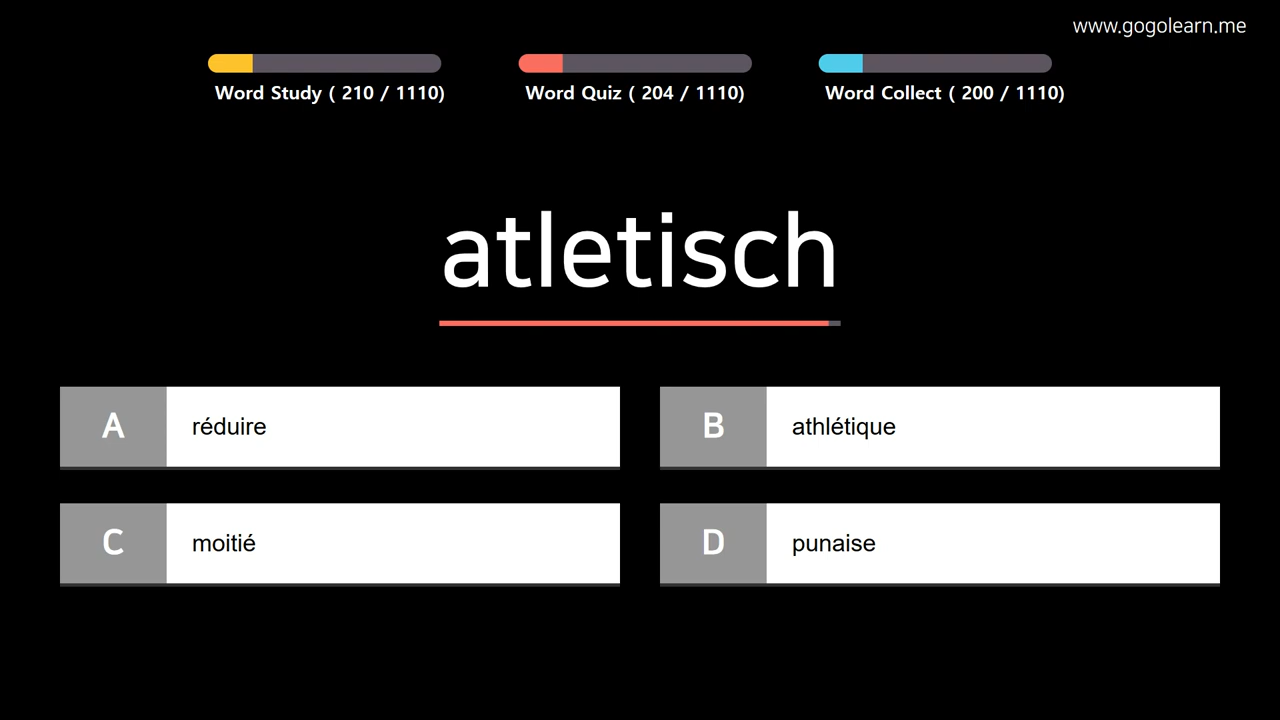 www.gogolearn.me
Word Study ( 210 / 1110)
Word Quiz ( 204 / 1110)
Word Collect ( 200 / 1110)
atletisch
A réduire
B athlétique
C moitié
D punaise